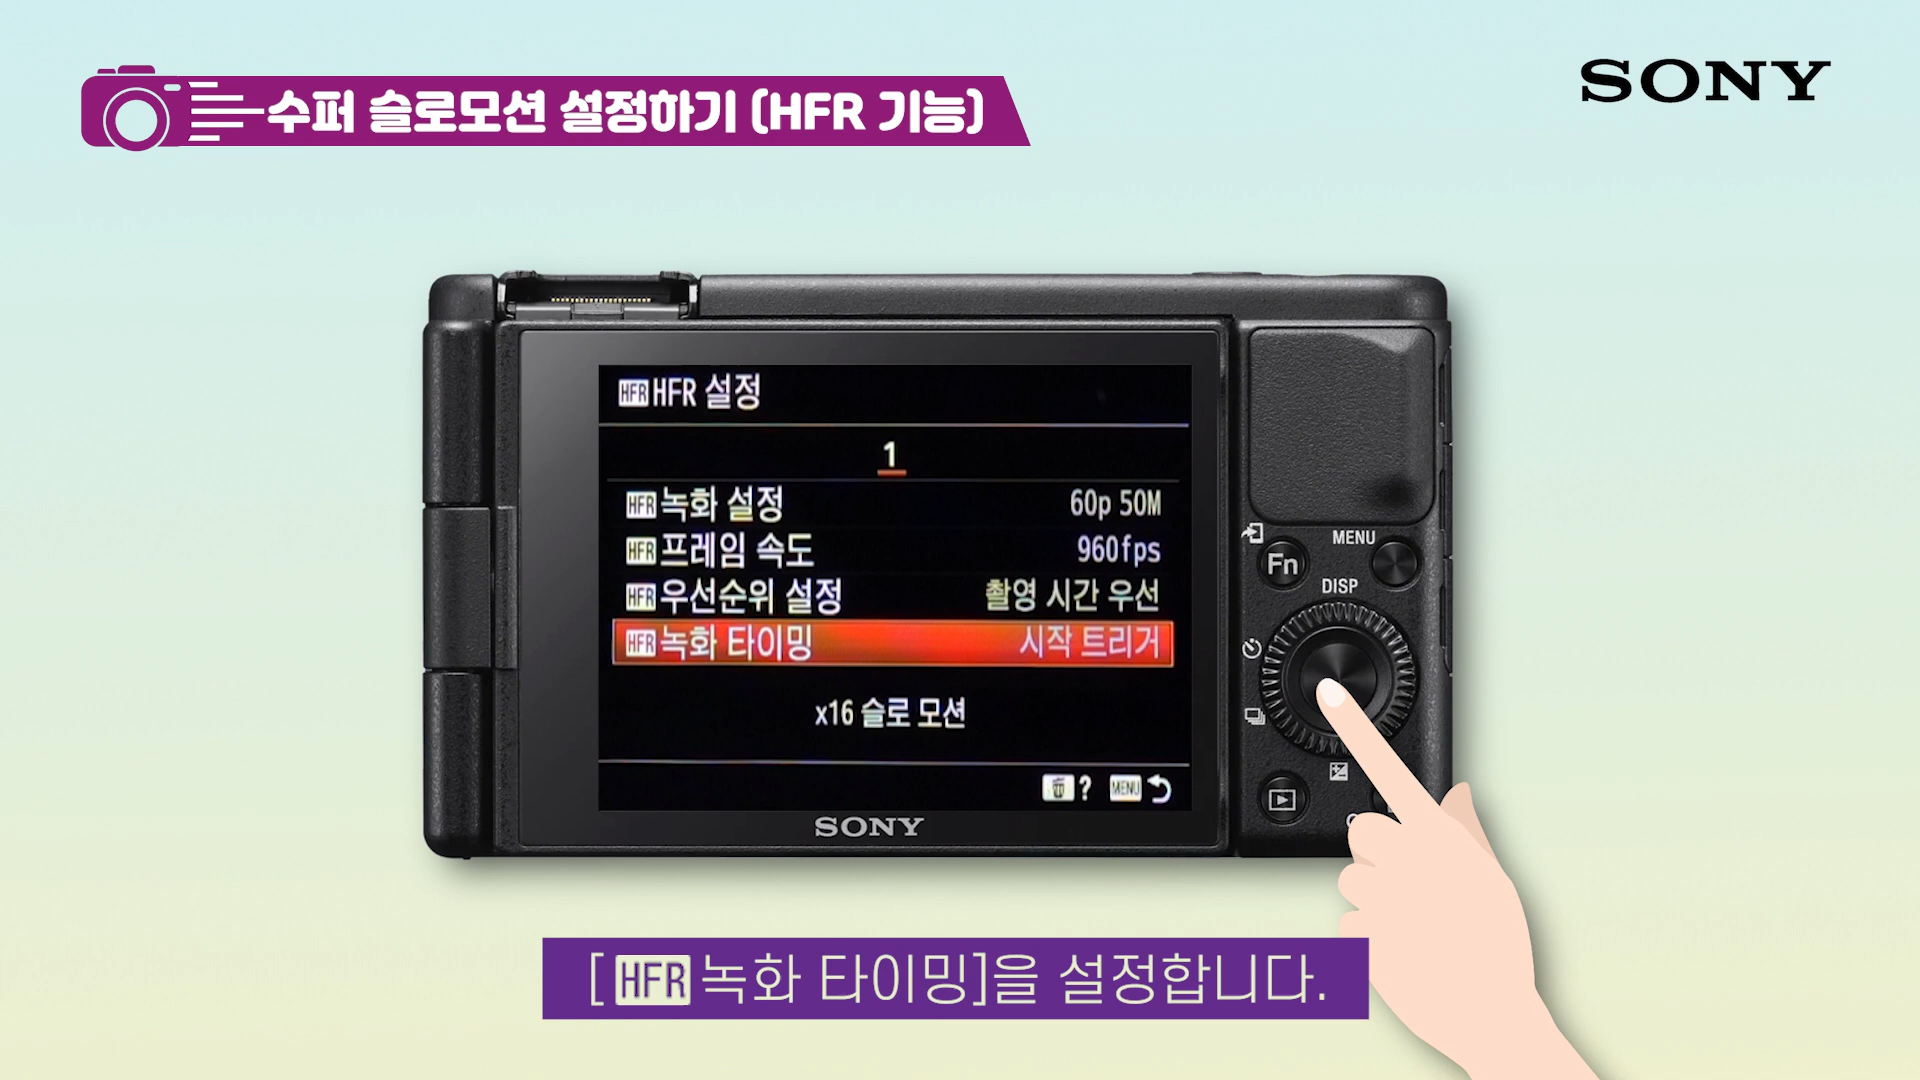 수퍼 슬로모션 설정하기 (HFR 기능)
SONY
HFR HFR 설정
1
HFR 녹화 설정 60p 50M
HFR 프레임 속도 960fps
HFR 우선순위 설정 촬영 시간 우선
HFR 녹화 타이밍 시작 트리거
x16 슬로 모션
? MENU
SONY
MENU
Fn
DISP
[HFR 녹화 타이밍]을 설정합니다.